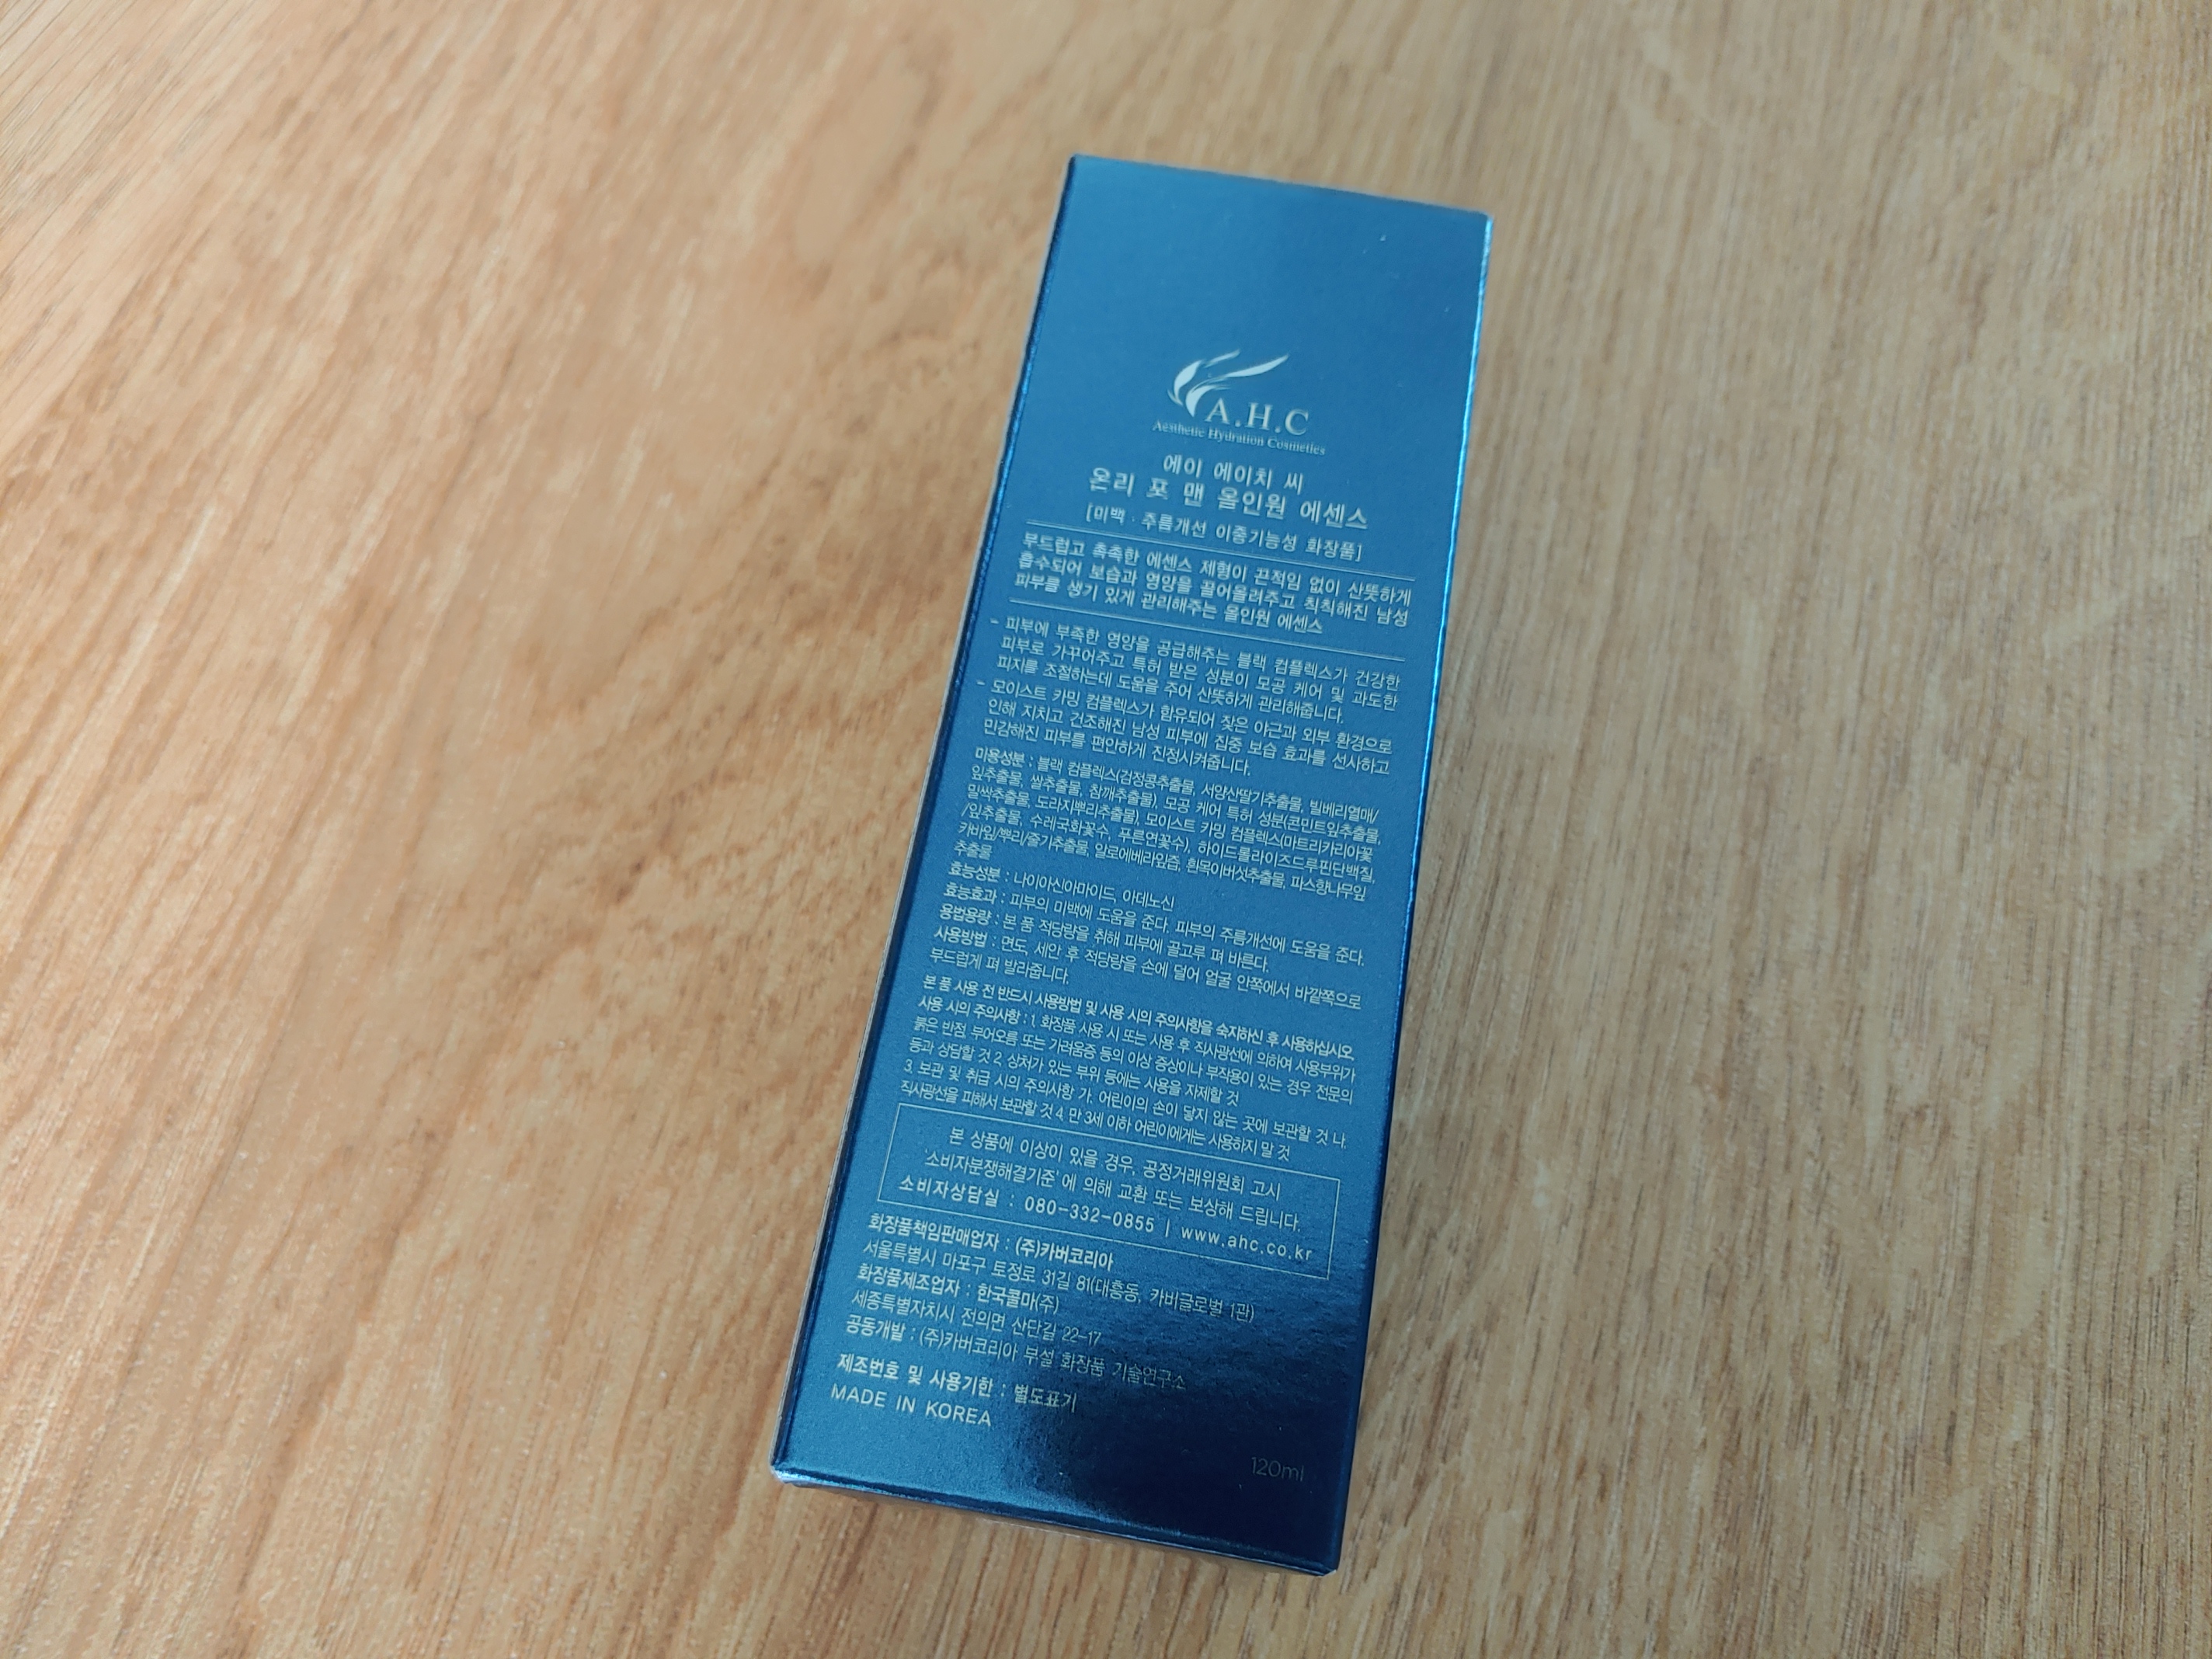 A.H.C
Aesthetic Hydration Cosmetics
에이 에이치 씨
온리 포 맨 올인원 에센스
[미백 · 주름개선 이중기능성 화장품]
부드럽고 촉촉한 에센스 제형이 끈적임 없이 산뜻하게
흡수되어 보습과 영양을 끌어올려주고 칙칙해진 남성
피부를 생기 있게 관리해주는 올인원 에센스
- 피부에 부족한 영양을 공급해주는 블랙 컴플렉스가 건강한
피부로 가꾸어주고 특허 받은 성분이 모공 케어 및 과도한
피지를 조절하는데 도움을 주어 산뜻하게 관리해줍니다.
- 모이스트 카밍 컴플렉스가 함유되어 잦은 야근과 외부 환경으로
인해 지치고 건조해진 남성 피부에 집중 보습 효과를 선사하고
민감해진 피부를 편안하게 진정시켜줍니다.
미용성분 : 블랙 컴플렉스(검정콩추출물, 서양산딸기추출물, 빌베리열매/
잎추출물, 쌀추출물, 참깨추출물), 모공 케어 특허 성분(콘민트잎추출물,
밀싹추출물, 도라지뿌리추출물), 모이스트 카밍 컴플렉스(마트리카리아꽃
/잎추출물, 수레국화꽃수, 푸른연꽃수), 하이드롤라이즈드루핀단백질,
카바잎/뿌리/줄기추출물, 알로에베라잎즙, 흰목이버섯추출물, 파스향나무잎
추출물
효능성분 : 나이아신아마이드, 아데노신
효능효과 : 피부의 미백에 도움을 준다. 피부의 주름개선에 도움을 준다.
용법용량 : 본 품 적당량을 취해 피부에 골고루 펴 바른다.
사용방법 : 면도, 세안 후 적당량을 손에 덜어 얼굴 안쪽에서 바깥쪽으로
부드럽게 펴 발라줍니다.
본 품 사용 전 반드시 사용방법 및 사용 시의 주의사항을 숙지하신 후 사용하십시오.
사용 시의 주의사항 : 1. 화장품 사용 시 또는 사용 후 직사광선에 의하여 사용부위가
붉은 반점 부어오름 또는 가려움증 등의 이상 증상이나 부작용이 있는 경우 전문의
등과 상담할 것 2. 상처가 있는 부위 등에는 사용을 자제할 것
3. 보관 및 취급 시의 주의사항 가. 어린이의 손이 닿지 않는 곳에 보관할 것 나.
직사광선을 피해서 보관할 것 4. 만 3세 이하 어린이에게는 사용하지 말 것
본 상품에 이상이 있을 경우, 공정거래위원회 고시
'소비자분쟁해결기준' 에 의해 교환 또는 보상해 드립니다.
소비자상담실 : 080-332-0855 | www.ahc.co.kr
화장품책임판매업자 : (주)카버코리아
서울특별시 마포구 토정로 31길 81(대흥동, 카비글로벌 1관)
화장품제조업자 : 한국콜마(주)
세종특별자치시 전의면 산단길 22-17
공동개발 : (주)카버코리아 부설 화장품 기술연구소
제조번호 및 사용기한 : 별도표기
MADE IN KOREA
120ml